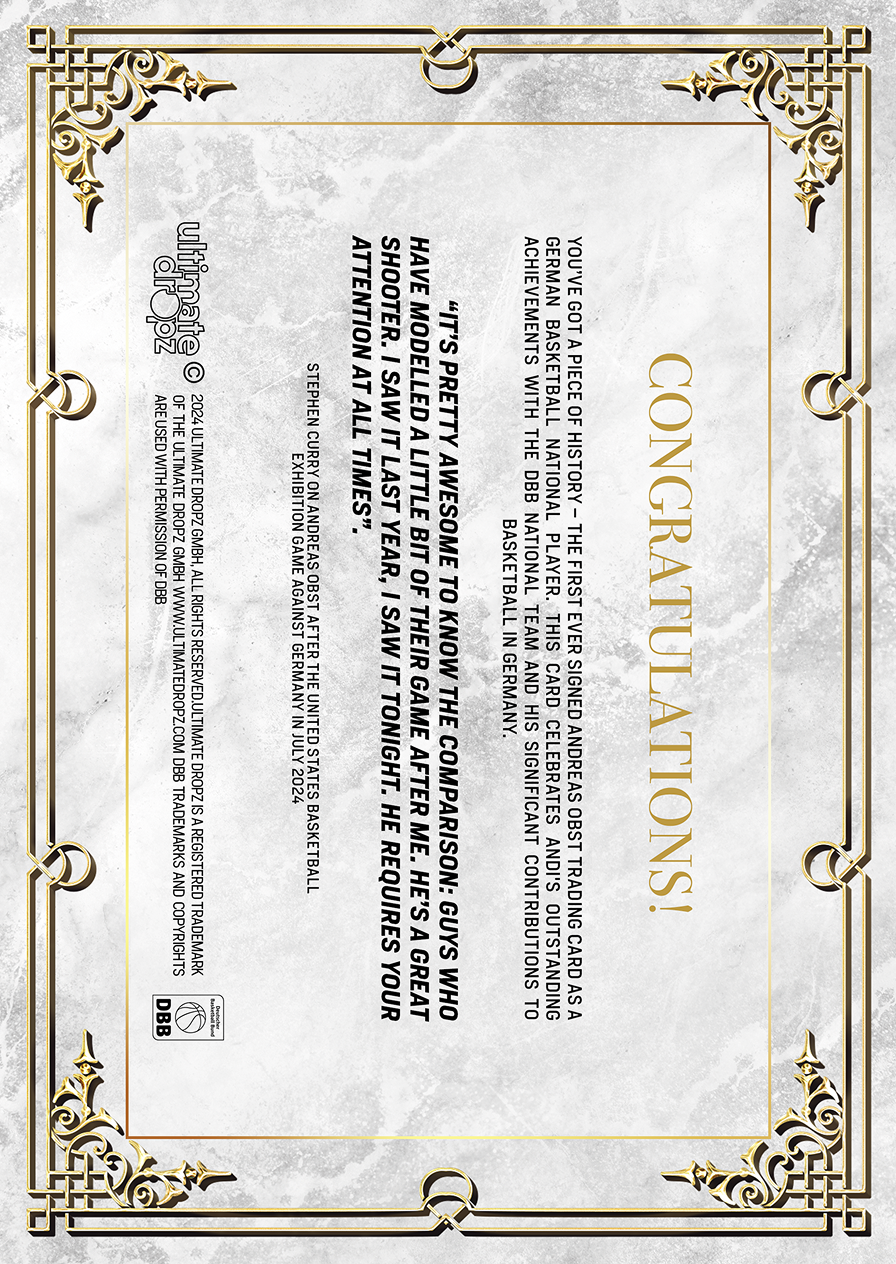 CONGRATULATIONS!
YOU'VE GOT A PIECE OF HISTORY – THE FIRST EVER SIGNED ANDREAS OBST TRADING CARD AS A
GERMAN BASKETBALL NATIONAL PLAYER. THIS CARD CELEBRATES ANDI'S OUTSTANDING
ACHIEVEMENTS WITH THE DBB NATIONAL TEAM AND HIS SIGNIFICANT CONTRIBUTIONS TO
BASKETBALL IN GERMANY.
“IT'S PRETTY AWESOME TO KNOW THE COMPARISON: GUYS WHO
HAVE MODELLED A LITTLE BIT OF THEIR GAME AFTER ME. HE'S A GREAT
SHOOTER. I SAW IT LAST YEAR, I SAW IT TONIGHT. HE REQUIRES YOUR
ATTENTION AT ALL TIMES”.
STEPHEN CURRY ON ANDREAS OBST AFTER THE UNITED STATES BASKETBALL
EXHIBITION GAME AGAINST GERMANY IN JULY 2024
ultimate
dropz
©
2024 ULTIMATE DROPZ GMBH, ALL RIGHTS RESERVED.ULTIMATE DROPZ IS A REGISTERED TRADEMARK
OF THE ULTIMATE DROPZ GMBH WWW.ULTIMATEDROPZ.COM DBB TRADEMARKS AND COPYRIGHTS
ARE USED WITH PERMISSION OF DBB
Deutscher
Basketball Bund
DBB